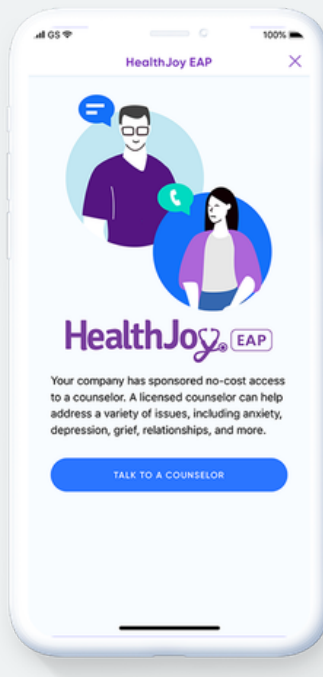 GS 100%
HealthJoy EAP
HealthJoy EAP
Your company has sponsored no-cost access
to a counselor. A licensed counselor can help
address a variety of issues, including anxiety,
depression, grief, relationships, and more.
TALK TO A COUNSELOR